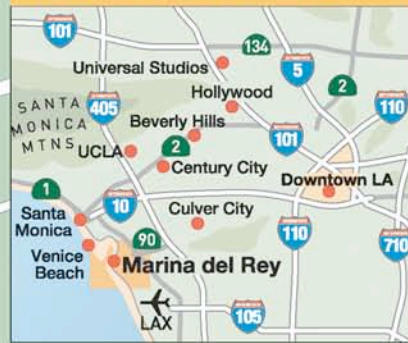 101
134
5
Universal Studios
2
Hollywood
110
SANTA
MONICA
MTNS
405
Beverly Hills
101
2
UCLA
Century City
Downtown LA
1
Santa
Monica
10
Culver City
110
710
Venice
Beach
90
Marina del Rey
LAX
105